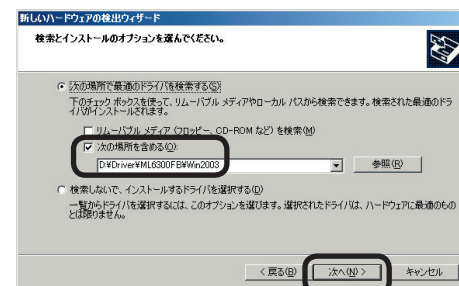 新しいハードウェアの検出ウィザード
検索とインストールのオプションを選んでください。
次の場所で最適のドライバを検索する(S)
下のチェック ボックスを使って、リムーバブル メディアやローカル パスから検索できます。検索された最適のドラ
イバがインストールされます。
リムーバブル メディア (フロッピー、CD-ROM など) を検索(M)
次の場所を含める(O):
D:¥Driver¥ML6300FB¥Win2003
参照(R)
検索しないで、インストールするドライバを選択する(D)
一覧からドライバを選択するには、このオプションを選びます。選択されたドライバは、ハードウェアに最適のもの
とは限りません。
< 戻る(B)
次へ(N) >
キャンセル